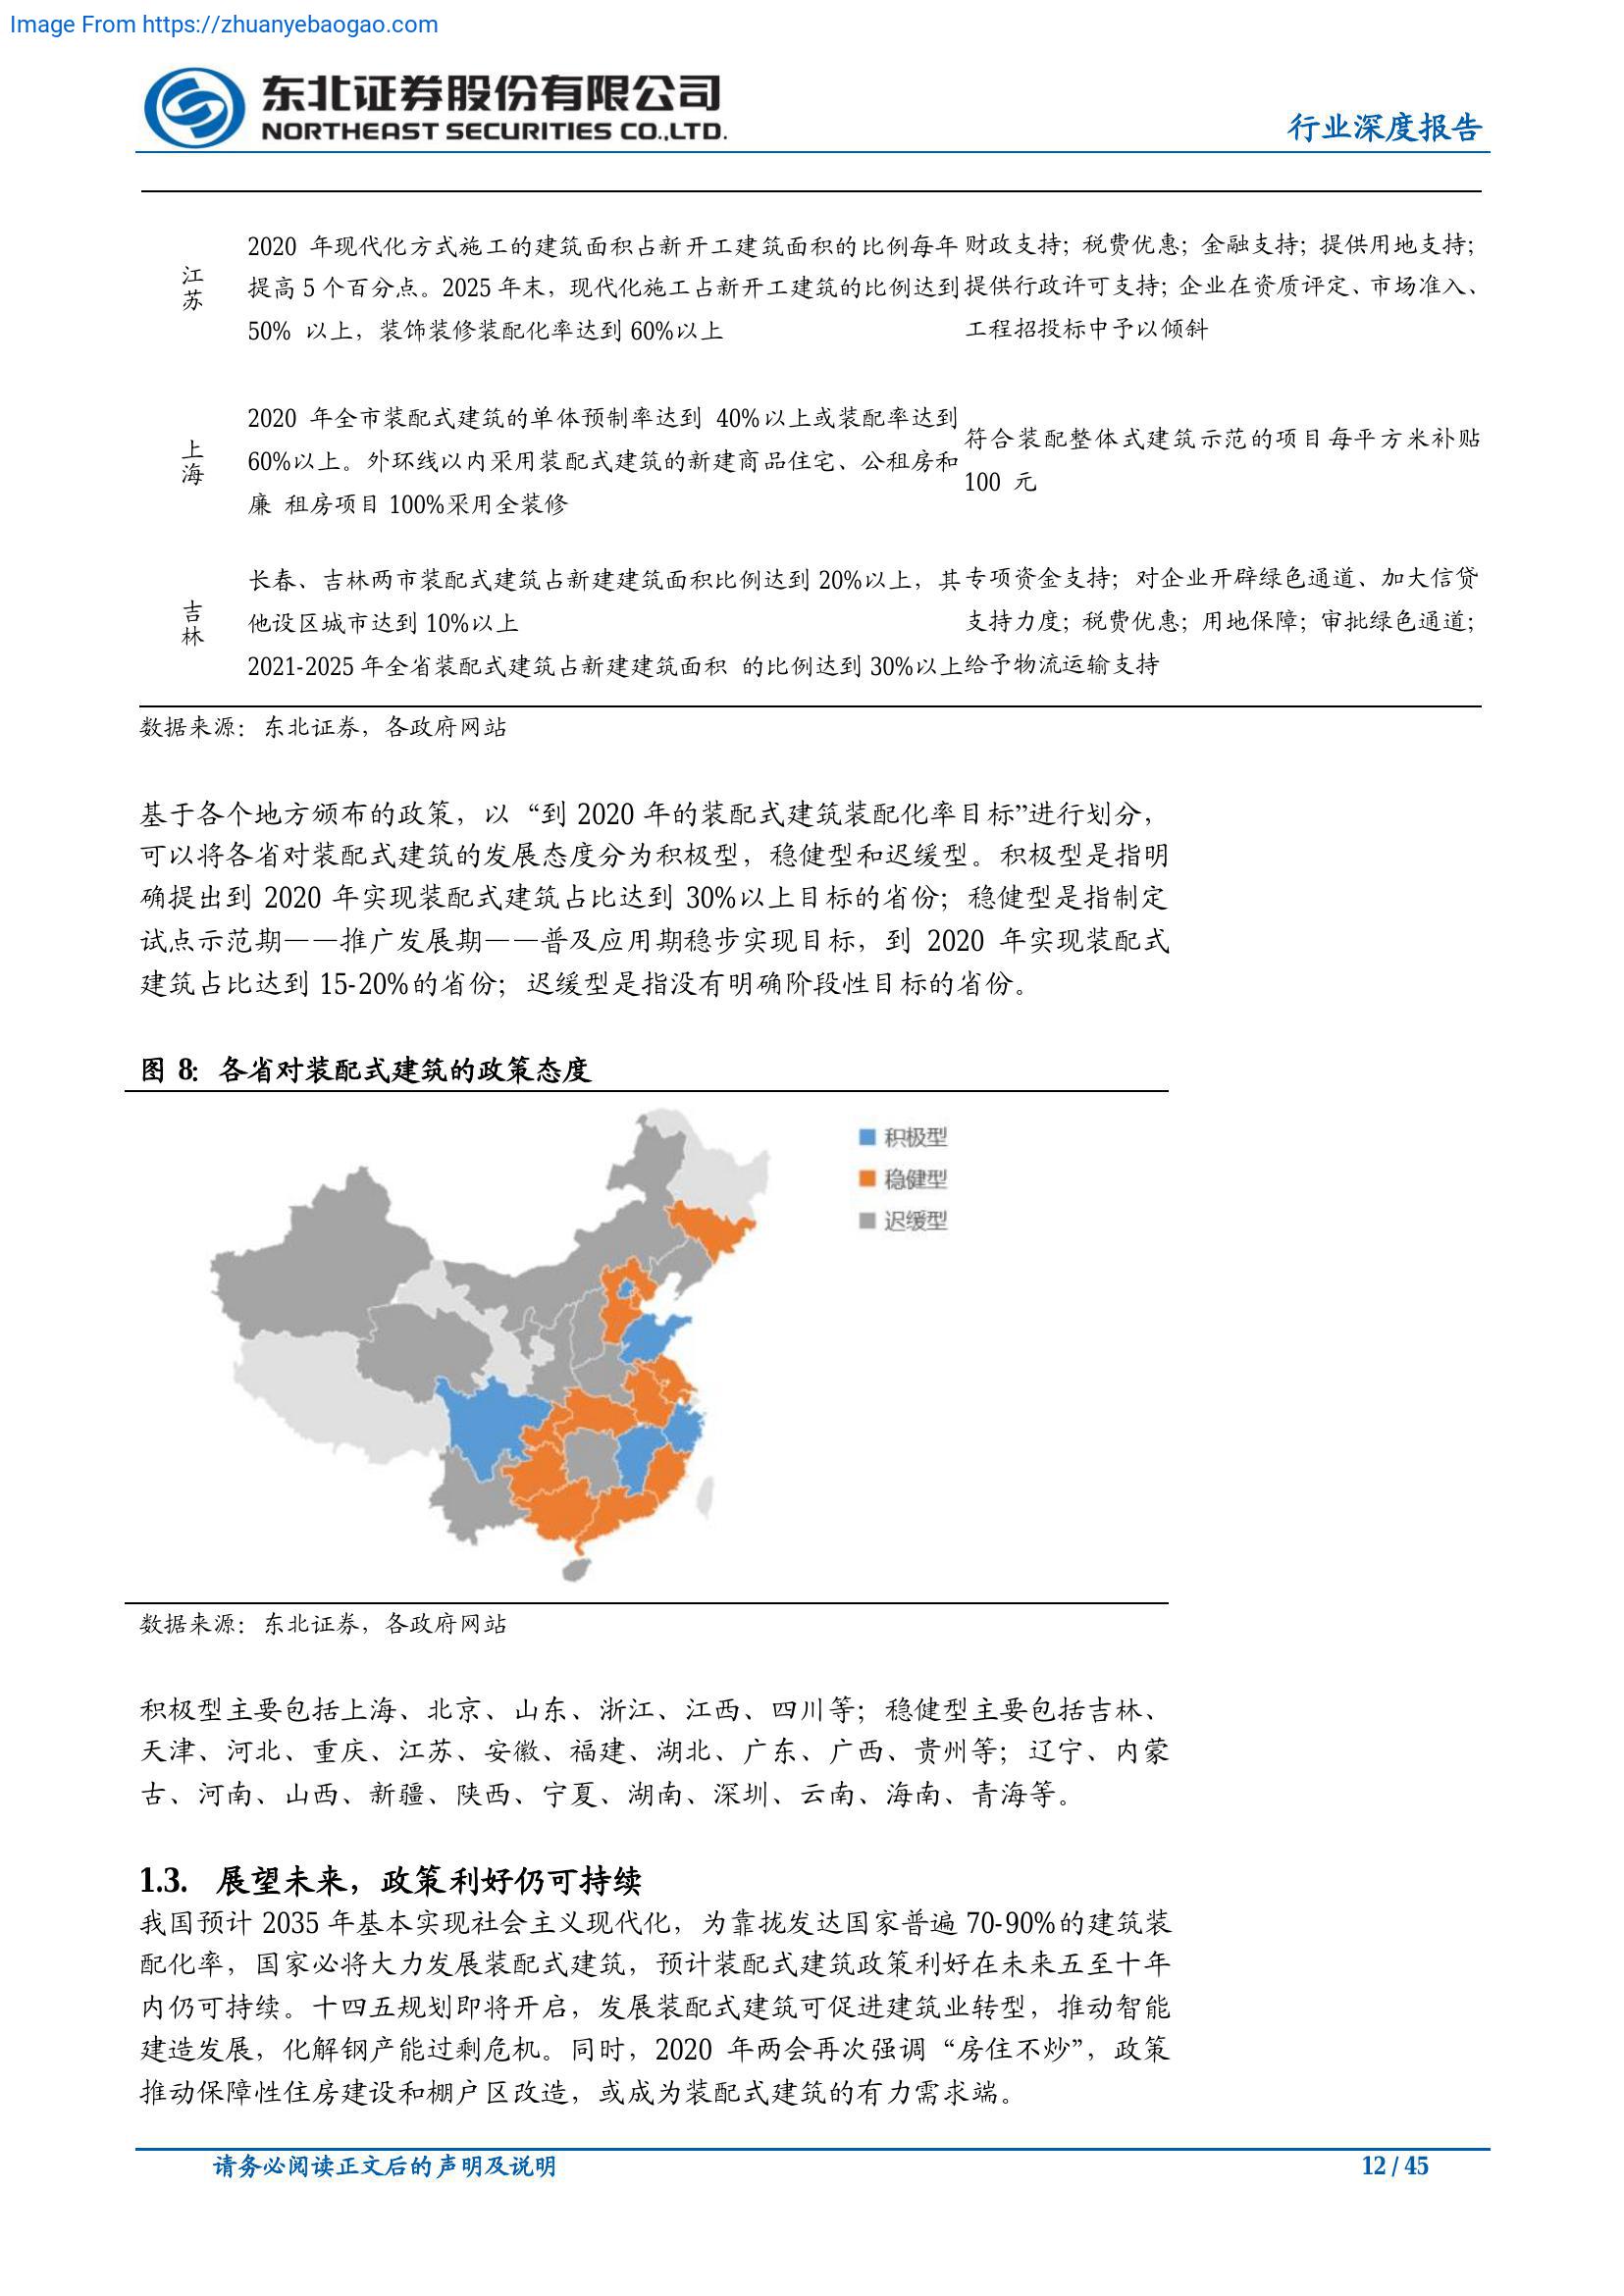 Image From https://zhuanyebaogao.com
东北证券股份有限公司
NORTHEAST SECURITIES CO.,LTD.
行业深度报告
江苏
2020 年现代化方式施工的建筑面积占新开工建筑面积的比例每年
提高 5 个百分点。2025 年末，现代化施工占新开工建筑的比例达到
50% 以上，装饰装修装配化率达到 60%以上
财政支持；税费优惠；金融支持；提供用地支持；
提供行政许可支持；企业在资质评定、市场准入、
工程招投标中予以倾斜
上海
2020 年全市装配式建筑的单体预制率达到 40%以上或装配率达到
60%以上。外环线以内采用装配式建筑的新建商品住宅、公租房和
廉 租房项目 100%采用全装修
符合装配整体式建筑示范的项目每平方米补贴
100 元
吉林
长春、吉林两市装配式建筑占新建建筑面积比例达到 20%以上，其
他设区城市达到 10%以上
2021-2025 年全省装配式建筑占新建建筑面积 的比例达到 30%以上
专项资金支持；对企业开辟绿色通道、加大信贷
支持力度；税费优惠；用地保障；审批绿色通道；
给予物流运输支持
数据来源：东北证券，各政府网站
基于各个地方颁布的政策，以“到 2020 年的装配式建筑装配化率目标”进行划分，
可以将各省对装配式建筑的发展态度分为积极型，稳健型和迟缓型。积极型是指明
确提出到 2020 年实现装配式建筑占比达到 30%以上目标的省份；稳健型是指制定
试点示范期——推广发展期——普及应用期稳步实现目标，到 2020 年实现装配式
建筑占比达到 15-20%的省份；迟缓型是指没有明确阶段性目标的省份。
图 8：各省对装配式建筑的政策态度
积极型
稳健型
迟缓型
数据来源：东北证券，各政府网站
积极型主要包括上海、北京、山东、浙江、江西、四川等；稳健型主要包括吉林、
天津、河北、重庆、江苏、安徽、福建、湖北、广东、广西、贵州等；辽宁、内蒙
古、河南、山西、新疆、陕西、宁夏、湖南、深圳、云南、海南、青海等。
1.3. 展望未来，政策利好仍可持续
我国预计 2035 年基本实现社会主义现代化，为靠拢发达国家普遍 70-90%的建筑装
配化率，国家必将大力发展装配式建筑，预计装配式建筑政策利好在未来五至十年
内仍可持续。十四五规划即将开启，发展装配式建筑可促进建筑业转型，推动智能
建造发展，化解钢产能过剩危机。同时，2020 年两会再次强调“房住不炒”，政策
推动保障性住房建设和棚户区改造，或成为装配式建筑的有力需求端。
请务必阅读正文后的声明及说明
12 / 45